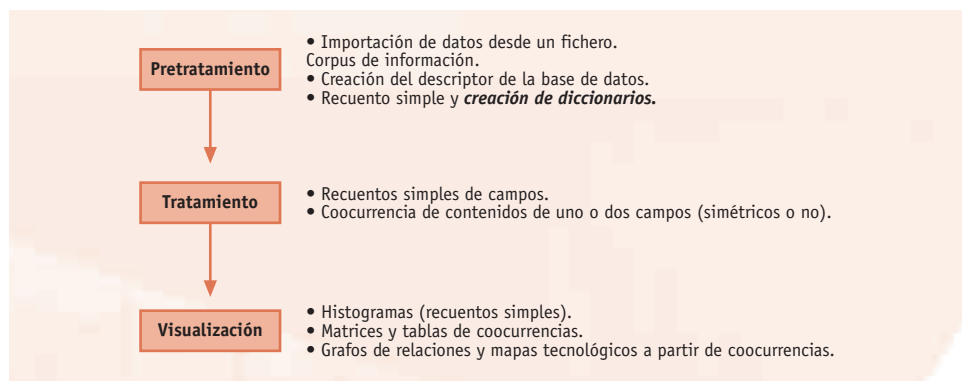 Pretratamiento
• Importación de datos desde un fichero.
Corpus de información.
• Creación del descriptor de la base de datos.
• Recuento simple y creación de diccionarios.
Tratamiento
• Recuentos simples de campos.
• Coocurrencia de contenidos de uno o dos campos (simétricos o no).
Visualización
• Histogramas (recuentos simples).
• Matrices y tablas de coocurrencias.
• Grafos de relaciones y mapas tecnológicos a partir de coocurrencias.